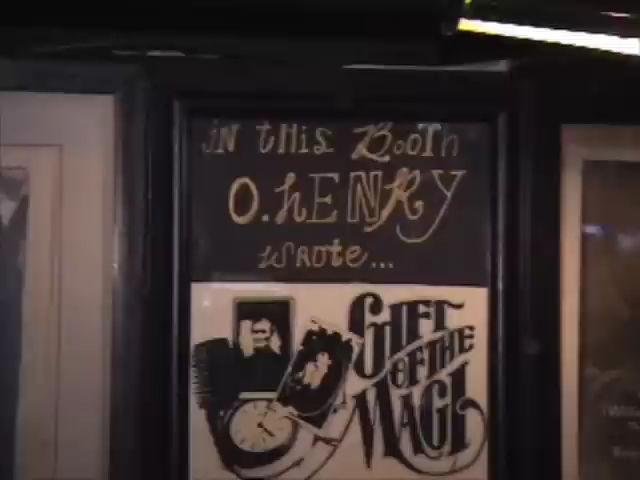 iN tHis BooTh
O. hENRY
wRote...
GIFT
OF THE
MAGI